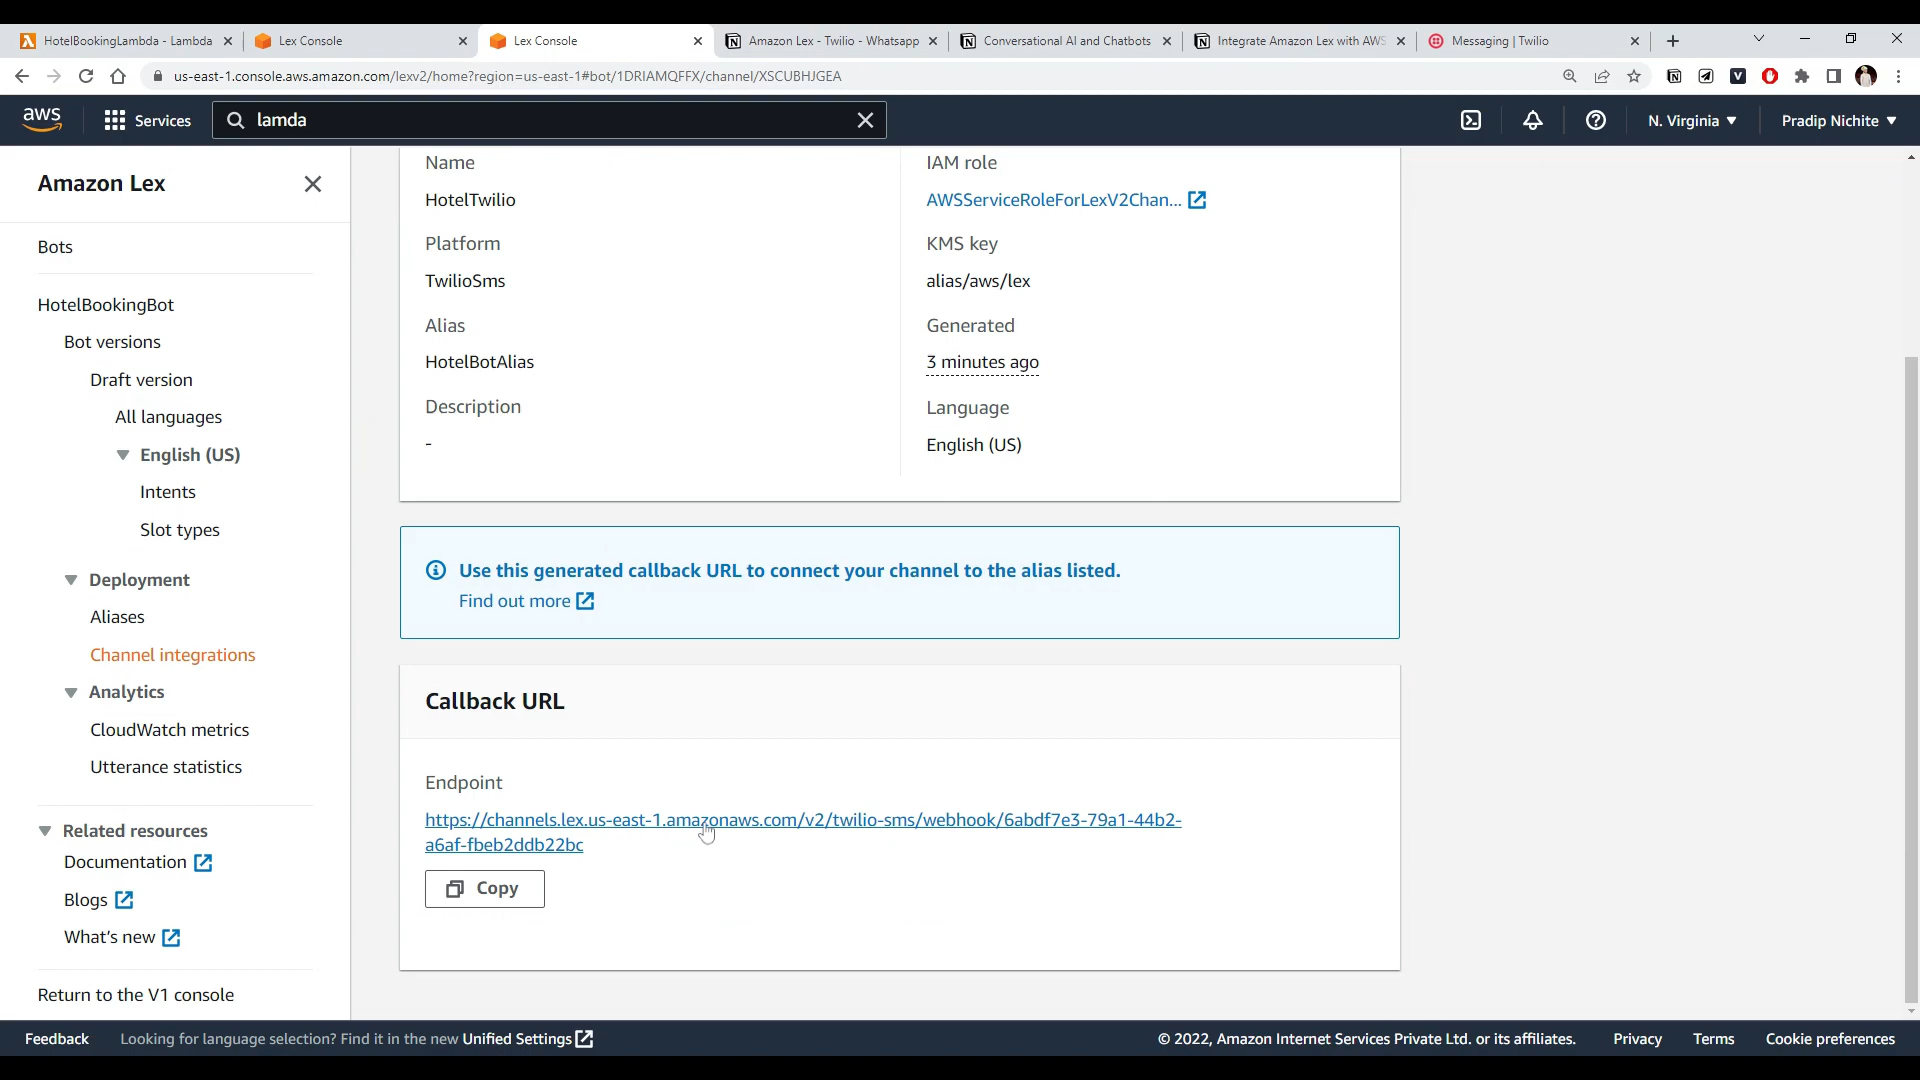 HotelBookingLambda - Lambda
Lex Console
Lex Console
Amazon Lex - Twilio - Whatsapp
Conversational AI and Chatbots
Integrate Amazon Lex with AWS
Messaging | Twilio
us-east-1.console.aws.amazon.com/lexv2/home?region=us-east-1#bot/1DRIAMQFFX/channel/XSCUBHJGEA
aws
Services
lamda
N. Virginia
Pradip Nichite
Amazon Lex
Bots
HotelBookingBot
Bot versions
Draft version
All languages
English (US)
Intents
Slot types
Deployment
Aliases
Channel integrations
Analytics
CloudWatch metrics
Utterance statistics
Related resources
Documentation
Blogs
What's new
Return to the V1 console
Name
HotelTwilio
Platform
TwilioSms
Alias
HotelBotAlias
Description
-
IAM role
AWSServiceRoleForLexV2Chan...
KMS key
alias/aws/lex
Generated
3 minutes ago
Language
English (US)
Use this generated callback URL to connect your channel to the alias listed.
Find out more
Callback URL
Endpoint
https://channels.lex.us-east-1.amazonaws.com/v2/twilio-sms/webhook/6abdf7e3-79a1-44b2-
a6af-fbeb2ddb22bc
Copy
Feedback
Looking for language selection? Find it in the new Unified Settings
© 2022, Amazon Internet Services Private Ltd. or its affiliates.
Privacy
Terms
Cookie preferences